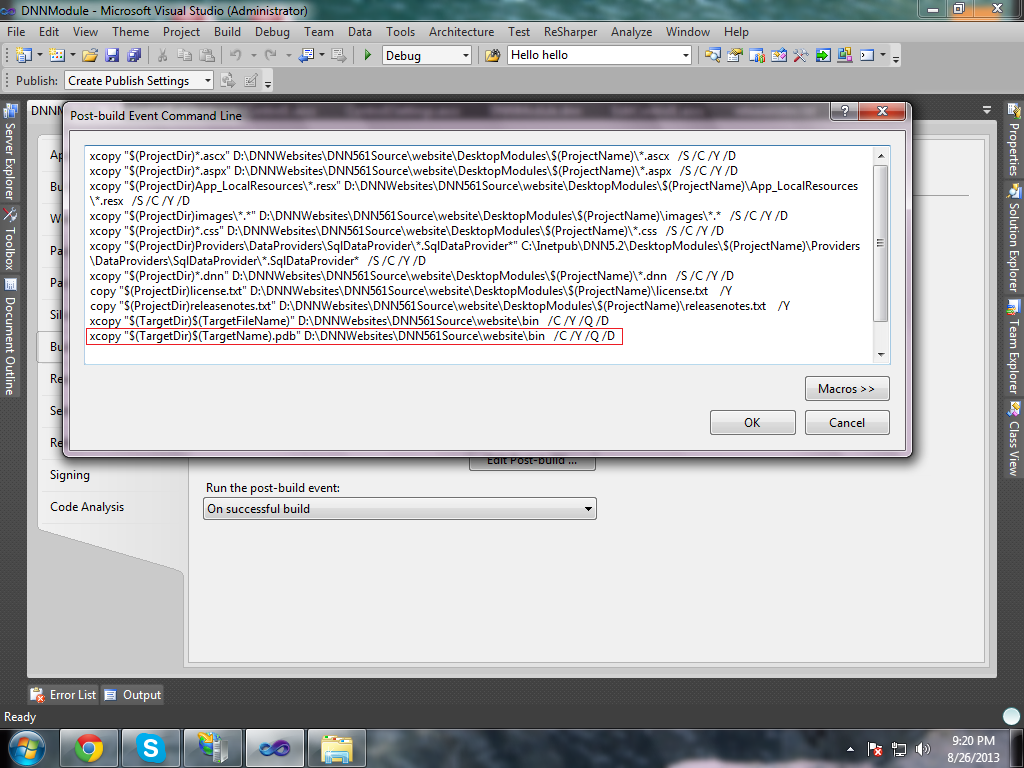 DNNModule - Microsoft Visual Studio (Administrator)
File Edit View Theme Project Build Debug Team Data Tools Architecture Test ReSharper Analyze Window Help
Debug Hello hello
Publish: Create Publish Settings
Server Explorer
Toolbox
Document Outline
DNNM
Post-build Event Command Line
xcopy "$(ProjectDir)*.ascx" D:\DNNWebsites\DNN561Source\website\DesktopModules\$(ProjectName)\*.ascx /S /C /Y /D
xcopy "$(ProjectDir)*.aspx" D:\DNNWebsites\DNN561Source\website\DesktopModules\$(ProjectName)\*.aspx /S /C /Y /D
xcopy "$(ProjectDir)App_LocalResources\*.resx" D:\DNNWebsites\DNN561Source\website\DesktopModules\$(ProjectName)\App_LocalResources
\*.resx /S /C /Y /D
xcopy "$(ProjectDir)images\*.*" D:\DNNWebsites\DNN561Source\website\DesktopModules\$(ProjectName)\images\*.* /S /C /Y /D
xcopy "$(ProjectDir)*.css" D:\DNNWebsites\DNN561Source\website\DesktopModules\$(ProjectName)\*.css /S /C /Y /D
xcopy "$(ProjectDir)Providers\DataProviders\SqlDataProvider\*.SqlDataProvider*" C:\Inetpub\DNN5.2\DesktopModules\$(ProjectName)\Providers
\DataProviders\SqlDataProvider\*.SqlDataProvider* /S /C /Y /D
xcopy "$(ProjectDir)*.dnn" D:\DNNWebsites\DNN561Source\website\DesktopModules\$(ProjectName)\*.dnn /S /C /Y /D
copy "$(ProjectDir)license.txt" D:\DNNWebsites\DNN561Source\website\DesktopModules\$(ProjectName)\license.txt /Y
copy "$(ProjectDir)releasenotes.txt" D:\DNNWebsites\DNN561Source\website\DesktopModules\$(ProjectName)\releasenotes.txt /Y
xcopy "$(TargetDir)$(TargetFileName)" D:\DNNWebsites\DNN561Source\website\bin /C /Y /Q /D
xcopy "$(TargetDir)$(TargetName).pdb" D:\DNNWebsites\DNN561Source\website\bin /C /Y /Q /D
Macros >>
OK Cancel
Ap
Bu
W
Pa
Pa
Sil
Bu
Re
Se
Re
Signing
Code Analysis
Edit Post-build ...
Run the post-build event:
On successful build
Properties
Solution Explorer
Team Explorer
Class View
Error List Output
Ready
9:20 PM
8/26/2013